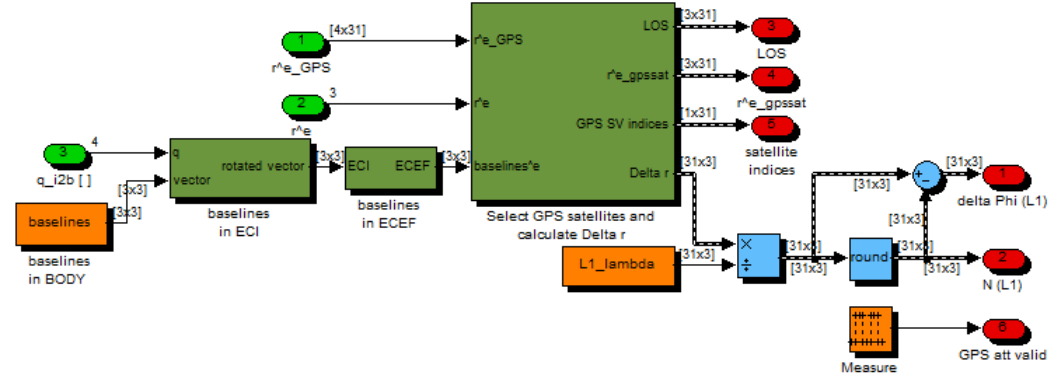 [4x31]
1
r^e_GPS
3
2
r^e
4
3
q_i2b [ ]
[3x3]
[3x3]
baselines
baselines
in BODY
q
vector
rotated vector
baselines
in ECI
[3x3]
ECI
ECEF
baselines
in ECEF
[3x3]
r^e_GPS
r^e
baselines^e
LOS
r^e_gpssat
GPS SV indices
Delta r
Select GPS satellites and
calculate Delta r
[3x31]
3
LOS
[3x31]
4
r^e_gpssat
[1x31]
5
satellite
indices
[31x3]
L1_lambda
×
÷
[31x3]
[31x3]
round
[31x3]
[31x3]
[31x3]
[31x3]
+
−
[31x3]
1
delta Phi (L1)
2
N (L1)
Measure
6
GPS att valid